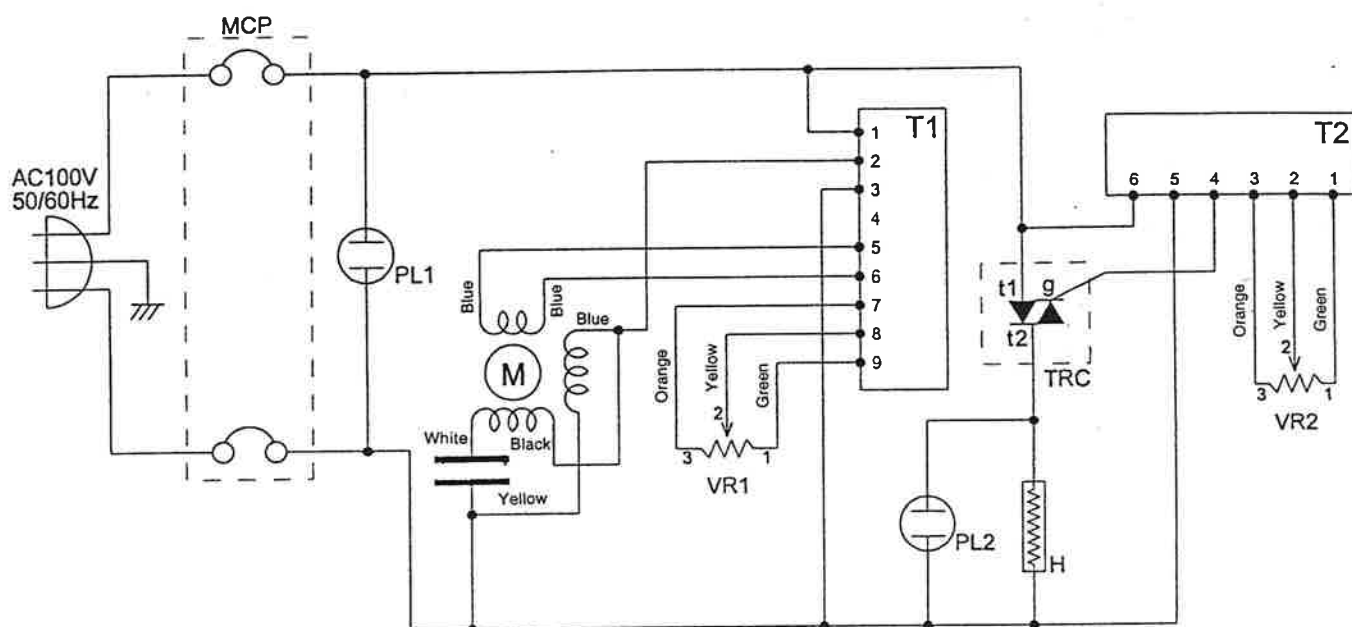 MCP
AC100V
50/60Hz
PL1
T1
1
2
3
4
5
6
7
8
9
T2
6 5 4 3 2 1
Blue
Blue
Blue
M
White
Black
Yellow
Orange
Yellow
Green
2
3 1
VR1
t1 g
t2
TRC
Orange
Yellow
Green
2
3 1
VR2
PL2
H